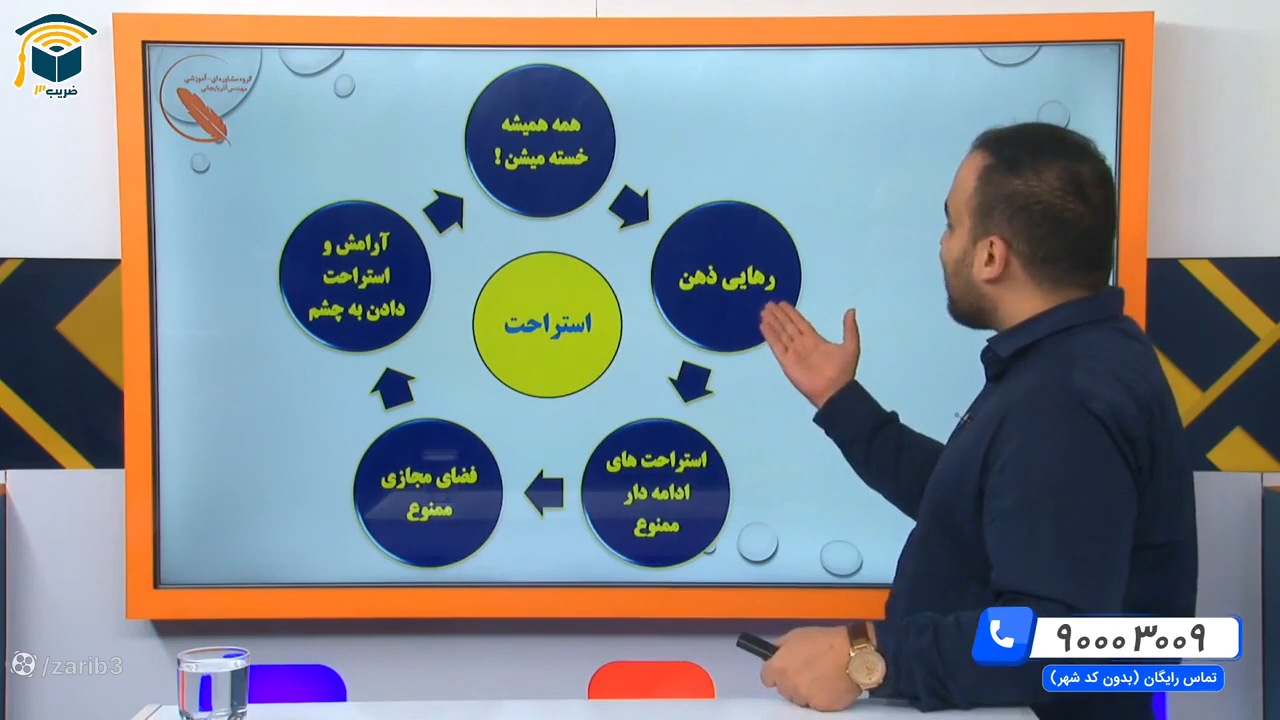 ضریب۳
گروه مشاوره‌ای - آموزشی
مهندس آذربایجانی
همه همیشه
خسته میشن !
رهایی ذهن
استراحت های
ادامه دار
ممنوع
فضای مجازی
ممنوع
آرامش و
استراحت
دادن به چشم
استراحت
/zarib3
۹۰۰۰۳۰۰۹
تماس رایگان (بدون کد شهر)